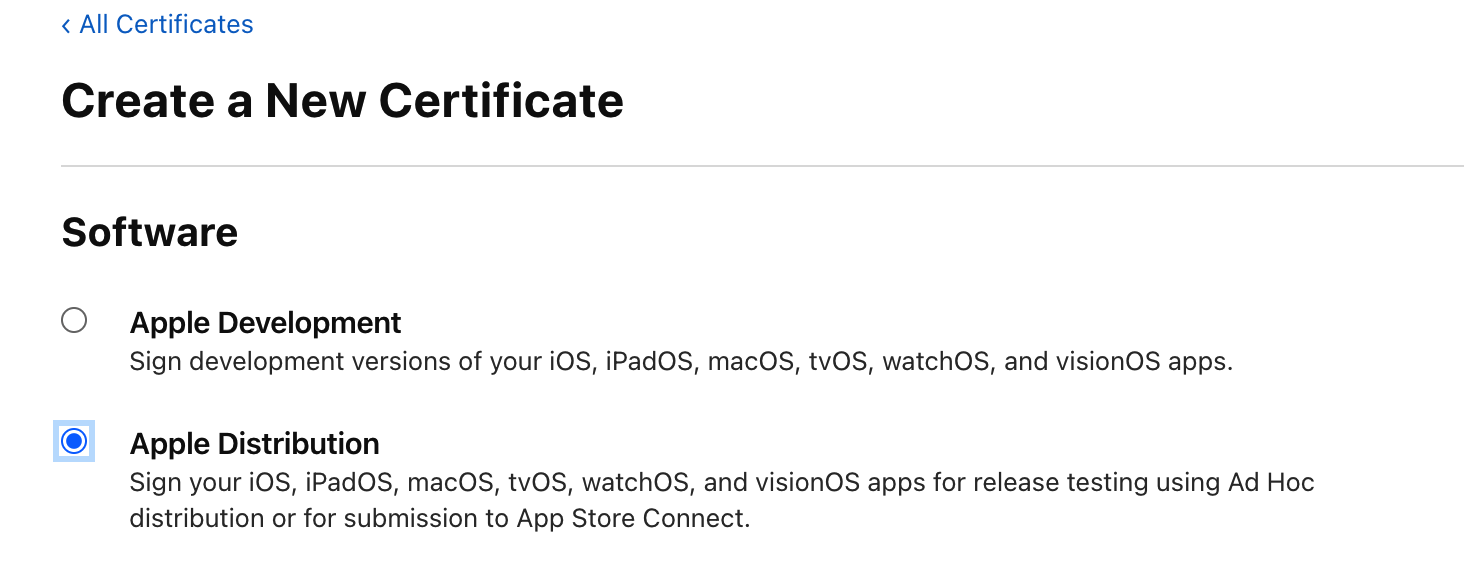 ‹ All Certificates
Create a New Certificate
Software
Apple Development
Sign development versions of your iOS, iPadOS, macOS, tvOS, watchOS, and visionOS apps.
Apple Distribution
Sign your iOS, iPadOS, macOS, tvOS, watchOS, and visionOS apps for release testing using Ad Hoc
distribution or for submission to App Store Connect.